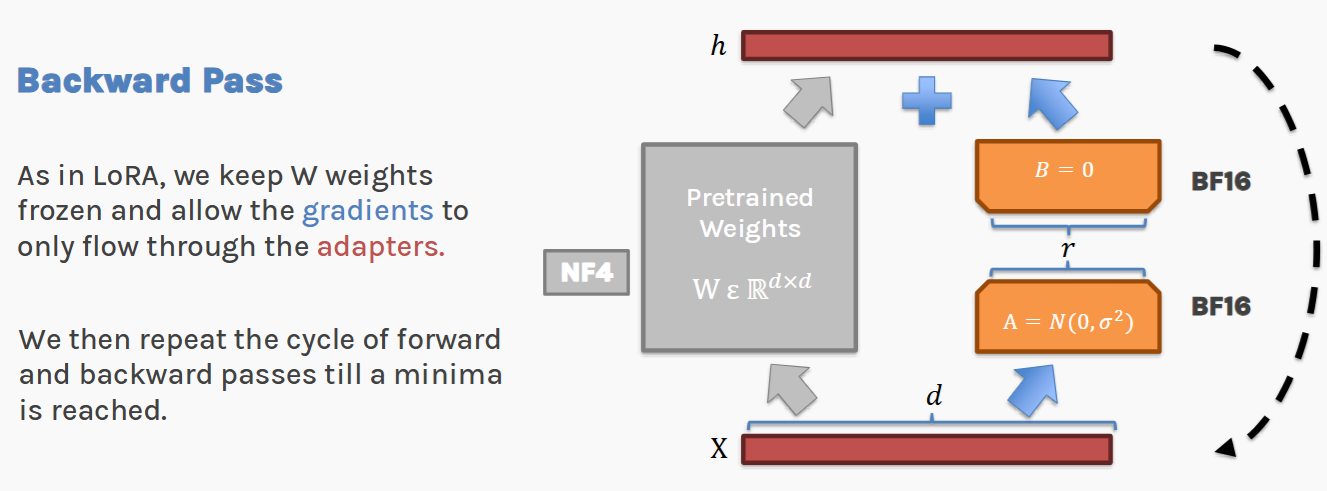 Backward Pass
As in LoRA, we keep W weights
frozen and allow the gradients to
only flow through the adapters.
We then repeat the cycle of forward
and backward passes till a minima
is reached.
h
Pretrained
Weights
W ε ℝ^{d×d}
NF4
B = 0
BF16
r
A = N(0, σ²)
BF16
d
X